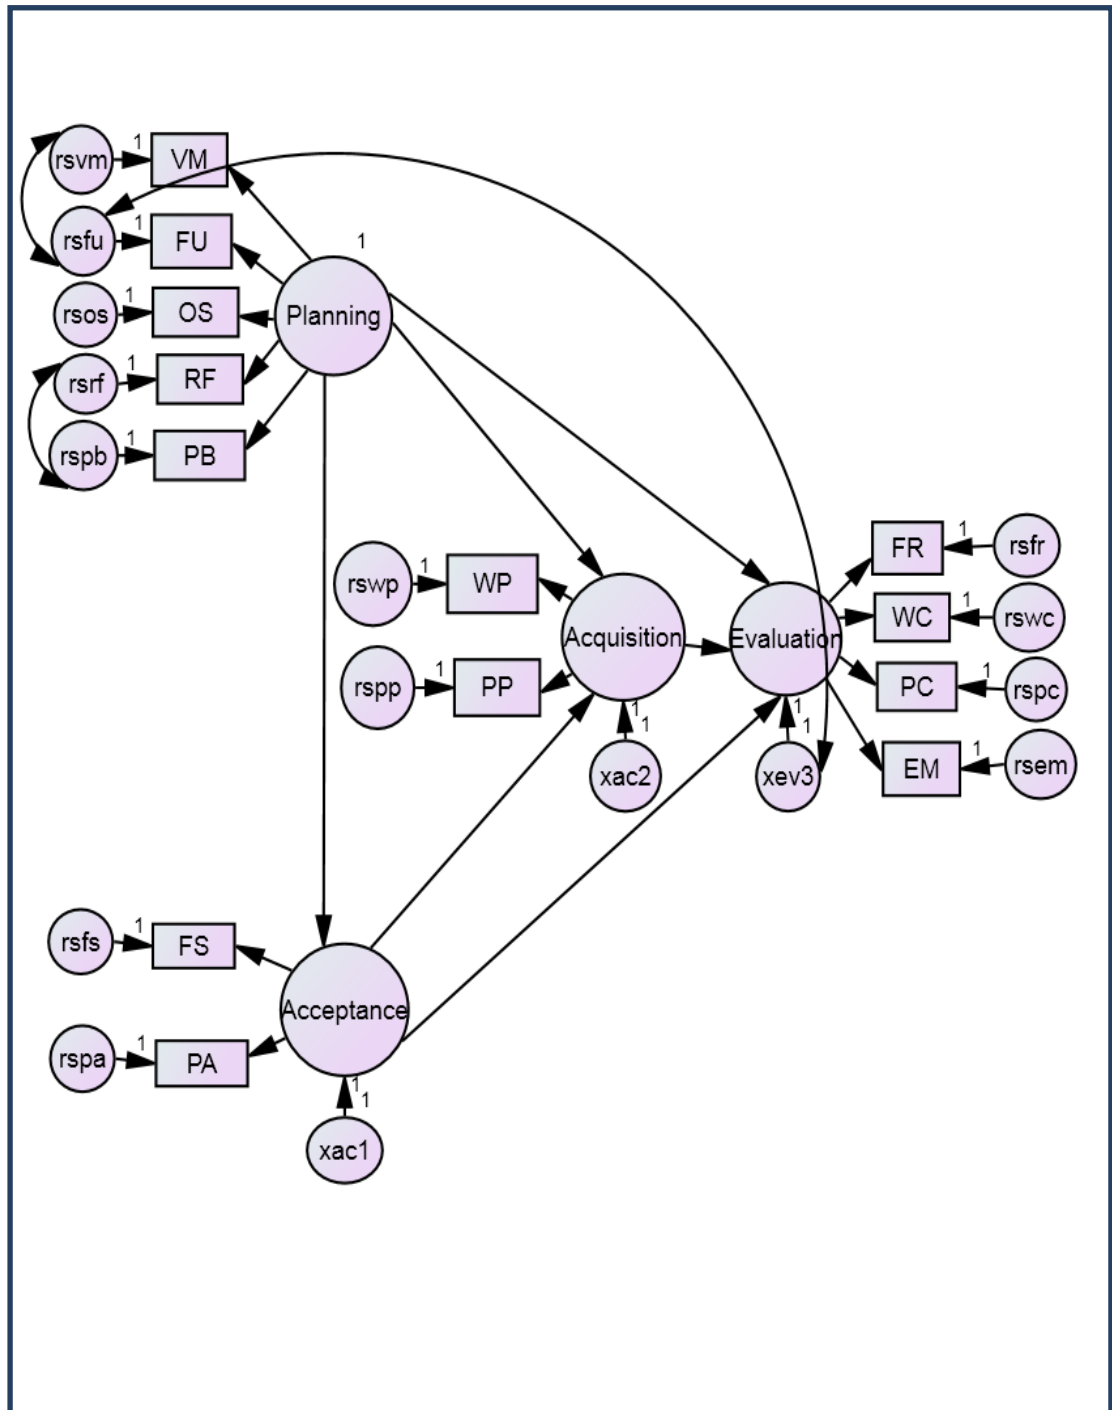 rsvm 1 VM
rsfu 1 FU
1
rsos 1 OS
Planning
rsrf 1 RF
rspb 1 PB
FR 1 rsfr
rswp 1 WP
WC 1 rswc
Acquisition
Evaluation
rspp 1 PP
PC 1 rspc
1
1
1
1
xac2
xev3
EM 1 rsem
rsfs 1 FS
Acceptance
rspa 1 PA
1
1
xac1